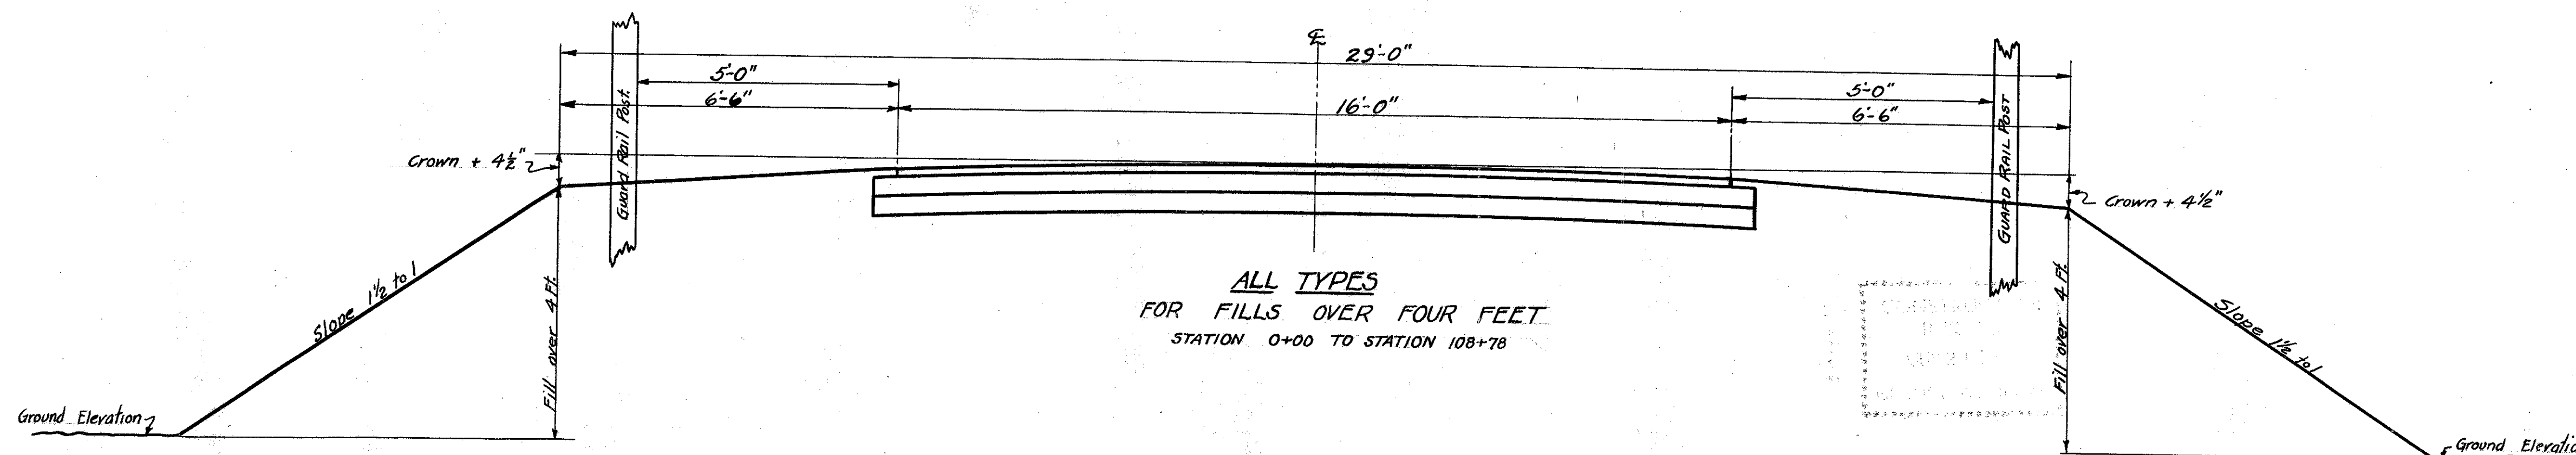 ℄
29'-0"
5'-0"
5'-0"
6'-6"
16'-0"
6'-6"
Crown + 4½"
Guard Rail Post.
GUARD RAIL POST
Crown + 4½"
Slope 1½ to 1
Fill over 4 Ft.
ALL TYPES
FOR FILLS OVER FOUR FEET
STATION 0+00 TO STATION 108+78
Fill over 4 Ft.
Slope 1½ to 1
Ground Elevation
Ground Elevatio